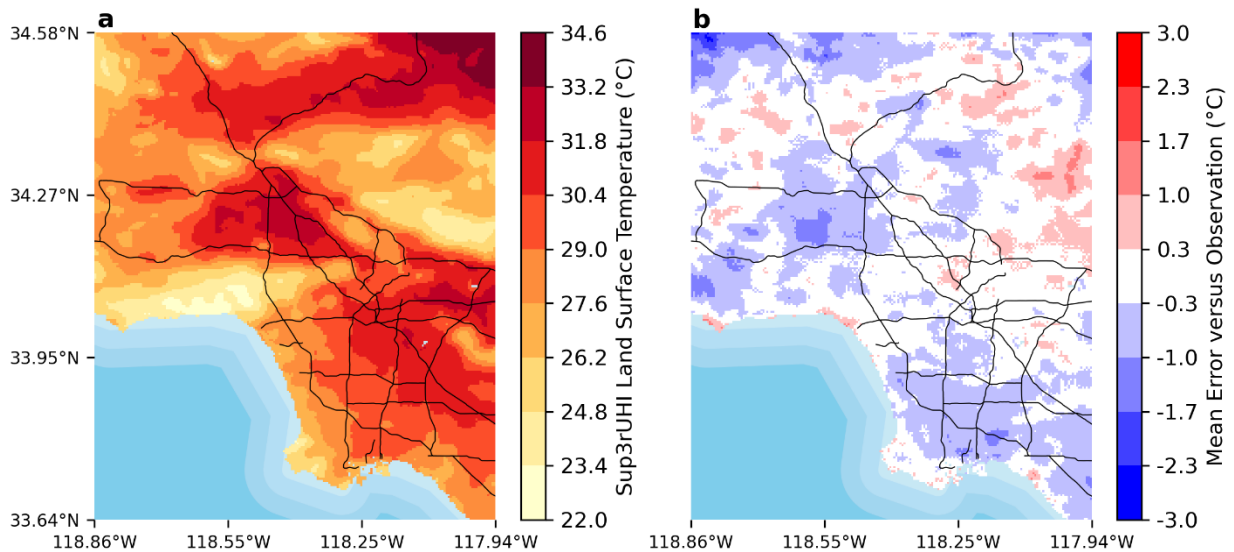 a
34.58°N
34.27°N
33.95°N
33.64°N
118.86°W
118.55°W
118.25°W
117.94°W
34.6
33.2
31.8
30.4
29.0
27.6
26.2
24.8
23.4
22.0
Sup3rUHI Land Surface Temperature (°C)
b
118.86°W
118.55°W
118.25°W
117.94°W
3.0
2.3
1.7
1.0
0.3
-0.3
-1.0
-1.7
-2.3
-3.0
Mean Error versus Observation (°C)